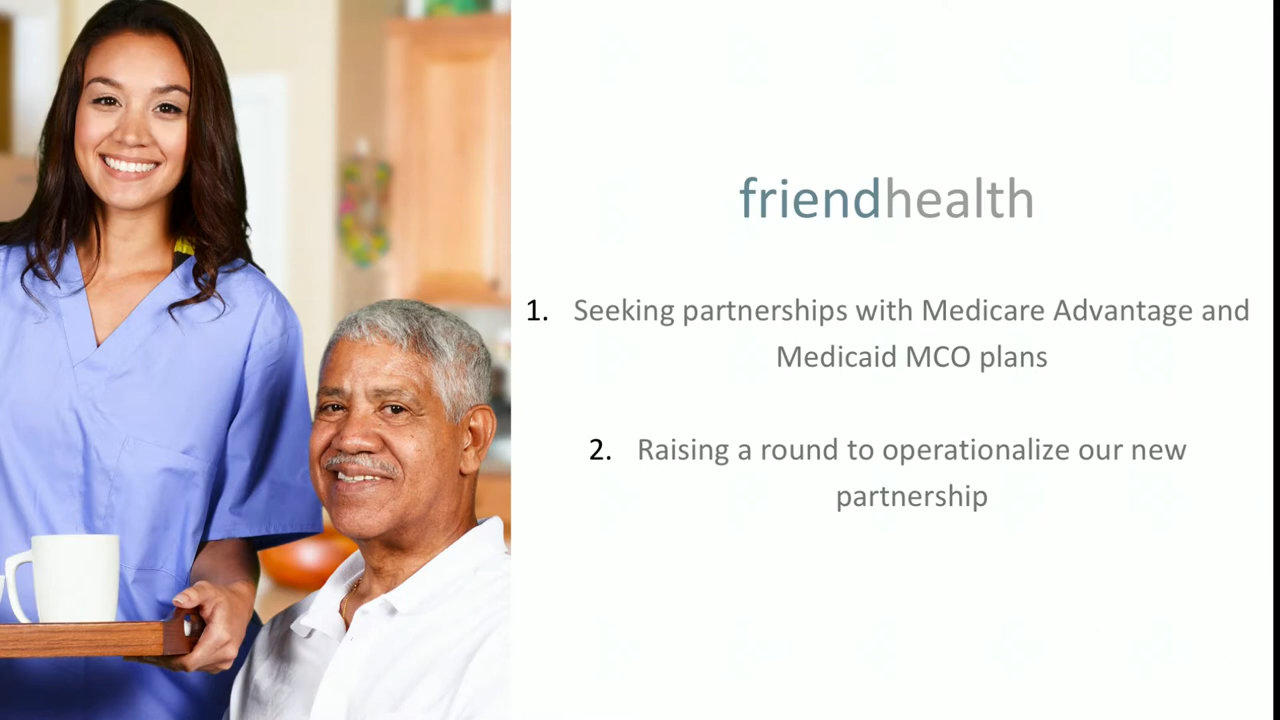 friendhealth
1. Seeking partnerships with Medicare Advantage and
Medicaid MCO plans
2. Raising a round to operationalize our new
partnership